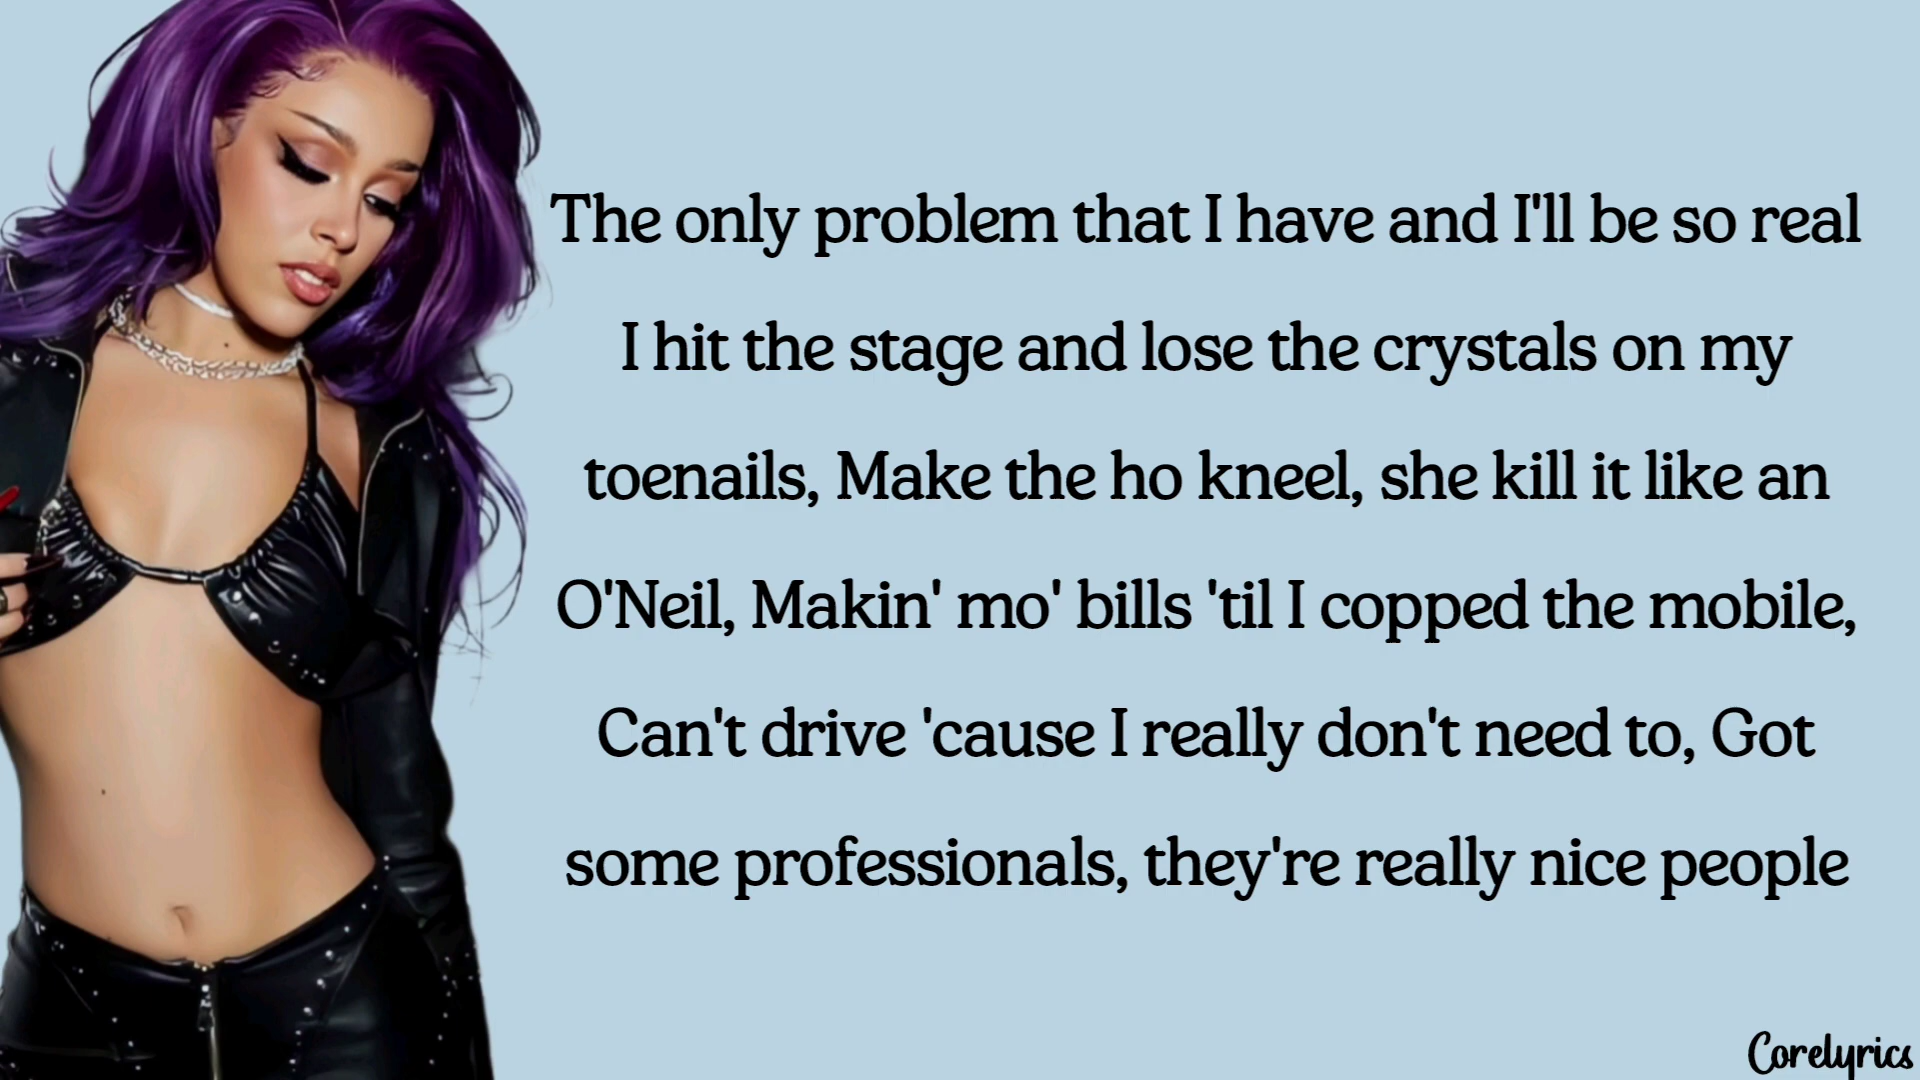 The only problem that I have and I'll be so real
I hit the stage and lose the crystals on my
toenails, Make the ho kneel, she kill it like an
O'Neil, Makin' mo' bills 'til I copped the mobile,
Can't drive 'cause I really don't need to, Got
some professionals, they're really nice people
Corelyrics